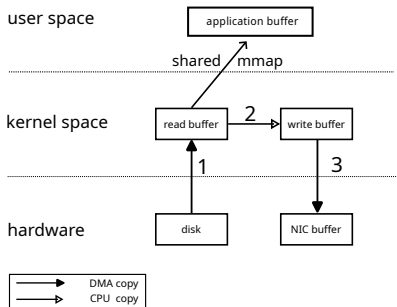 user space
application buffer
shared mmap
kernel space
read buffer
2
write buffer
1
3
hardware
disk
NIC buffer
DMA copy
CPU copy